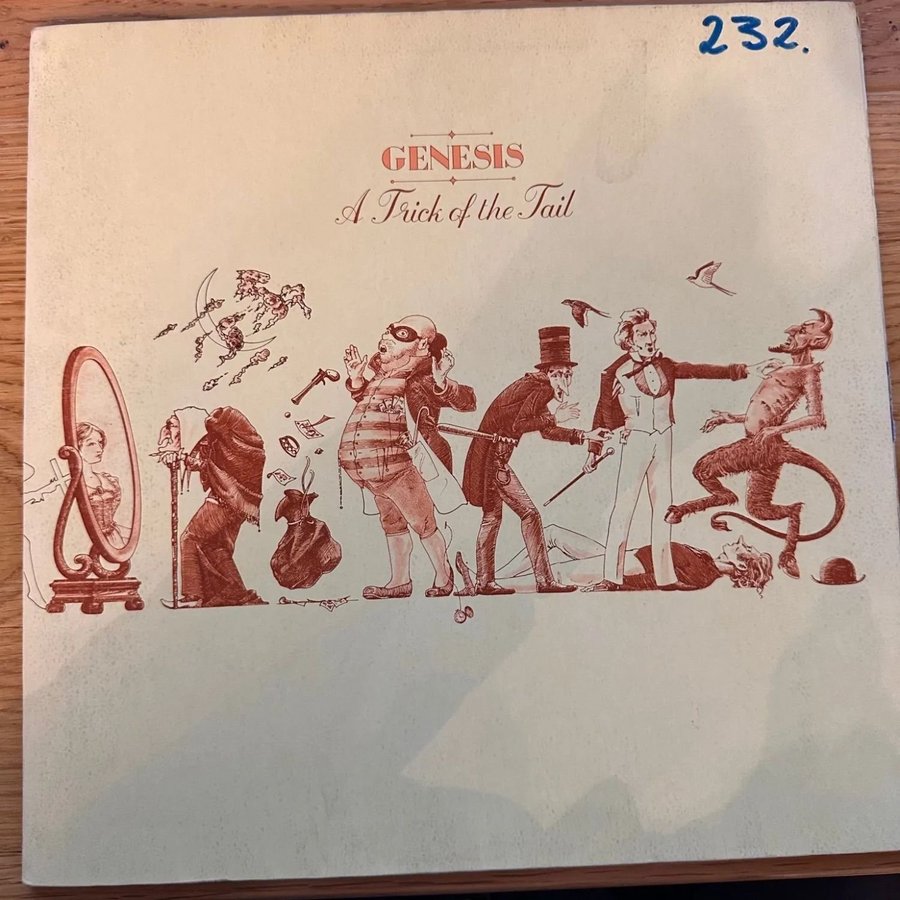 232.
GENESIS
A Trick of the Tail